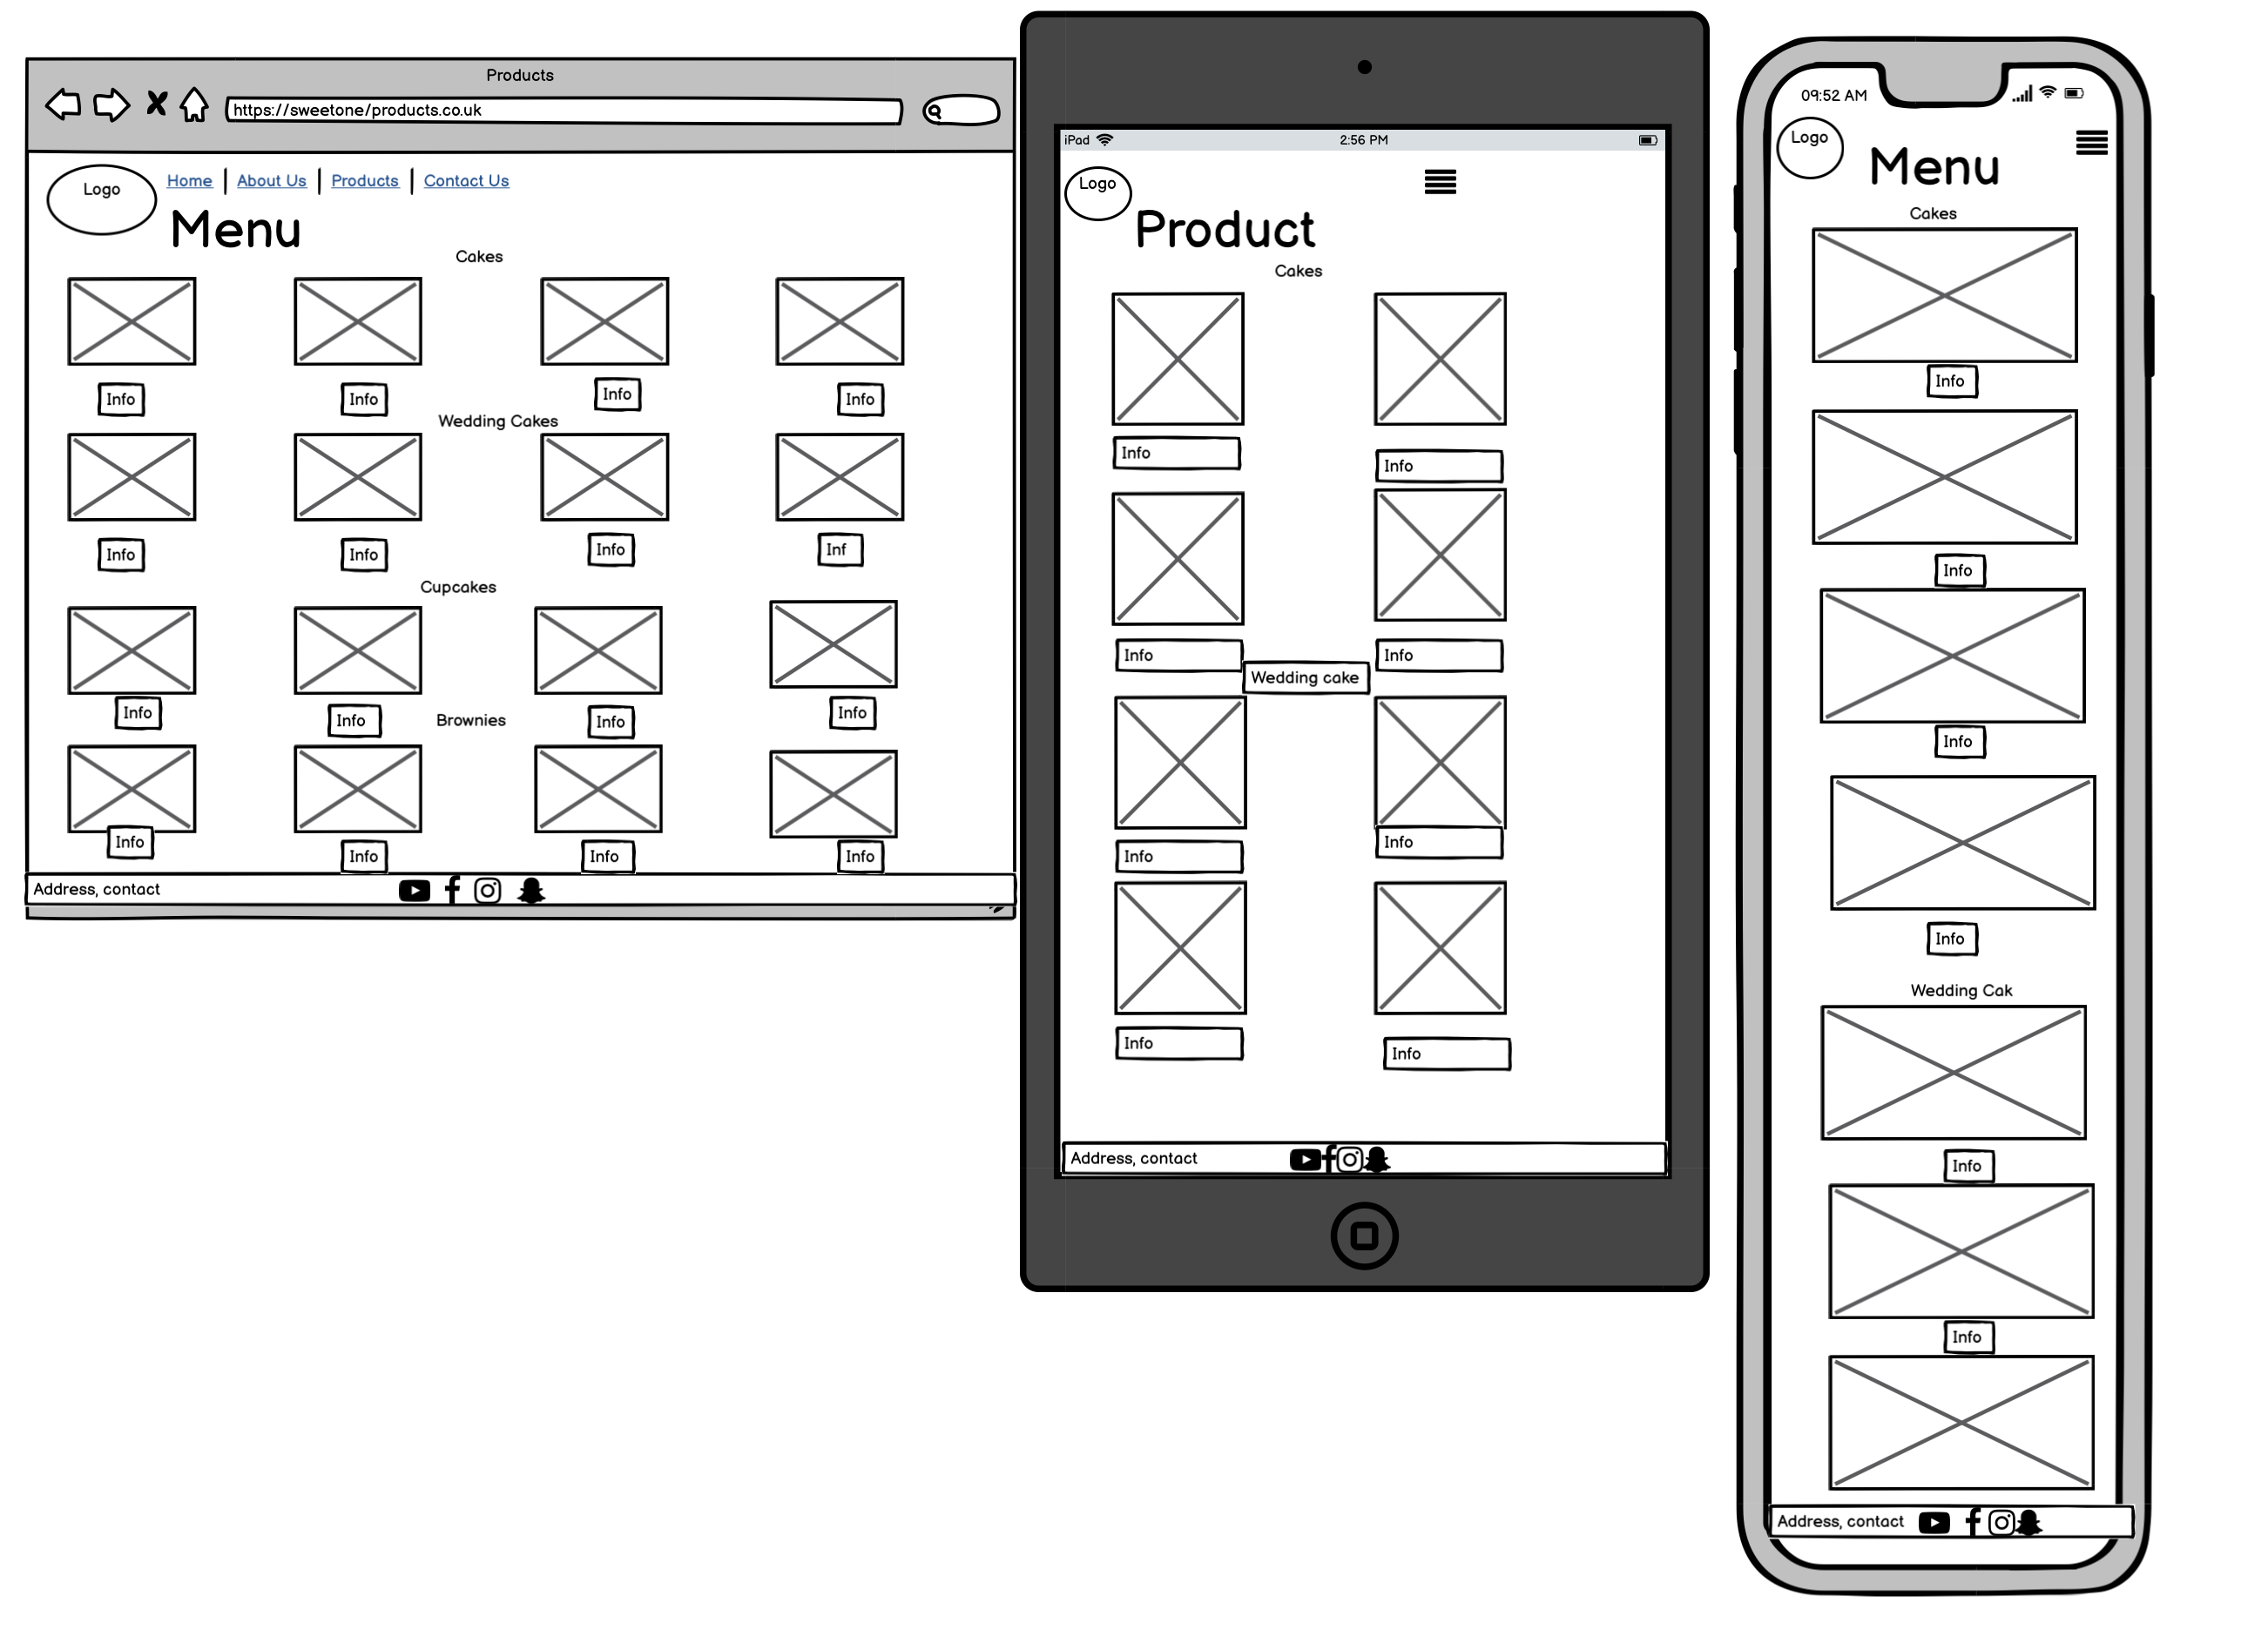 Products
https://sweetone/products.co.uk
Logo
Home About Us Products Contact Us
Menu
Cakes
Info Info Info Info
Wedding Cakes
Info Info Info Inf
Cupcakes
Info Info Info Info
Brownies
Info Info Info Info
Address, contact
iPad 2:56 PM
Logo
Product
Cakes
Info Info
Info Info
Wedding cake
Info Info
Info Info
Address, contact
09:52 AM
Logo
Menu
Cakes
Info
Info
Info
Info
Wedding Cak
Info
Info
Address, contact